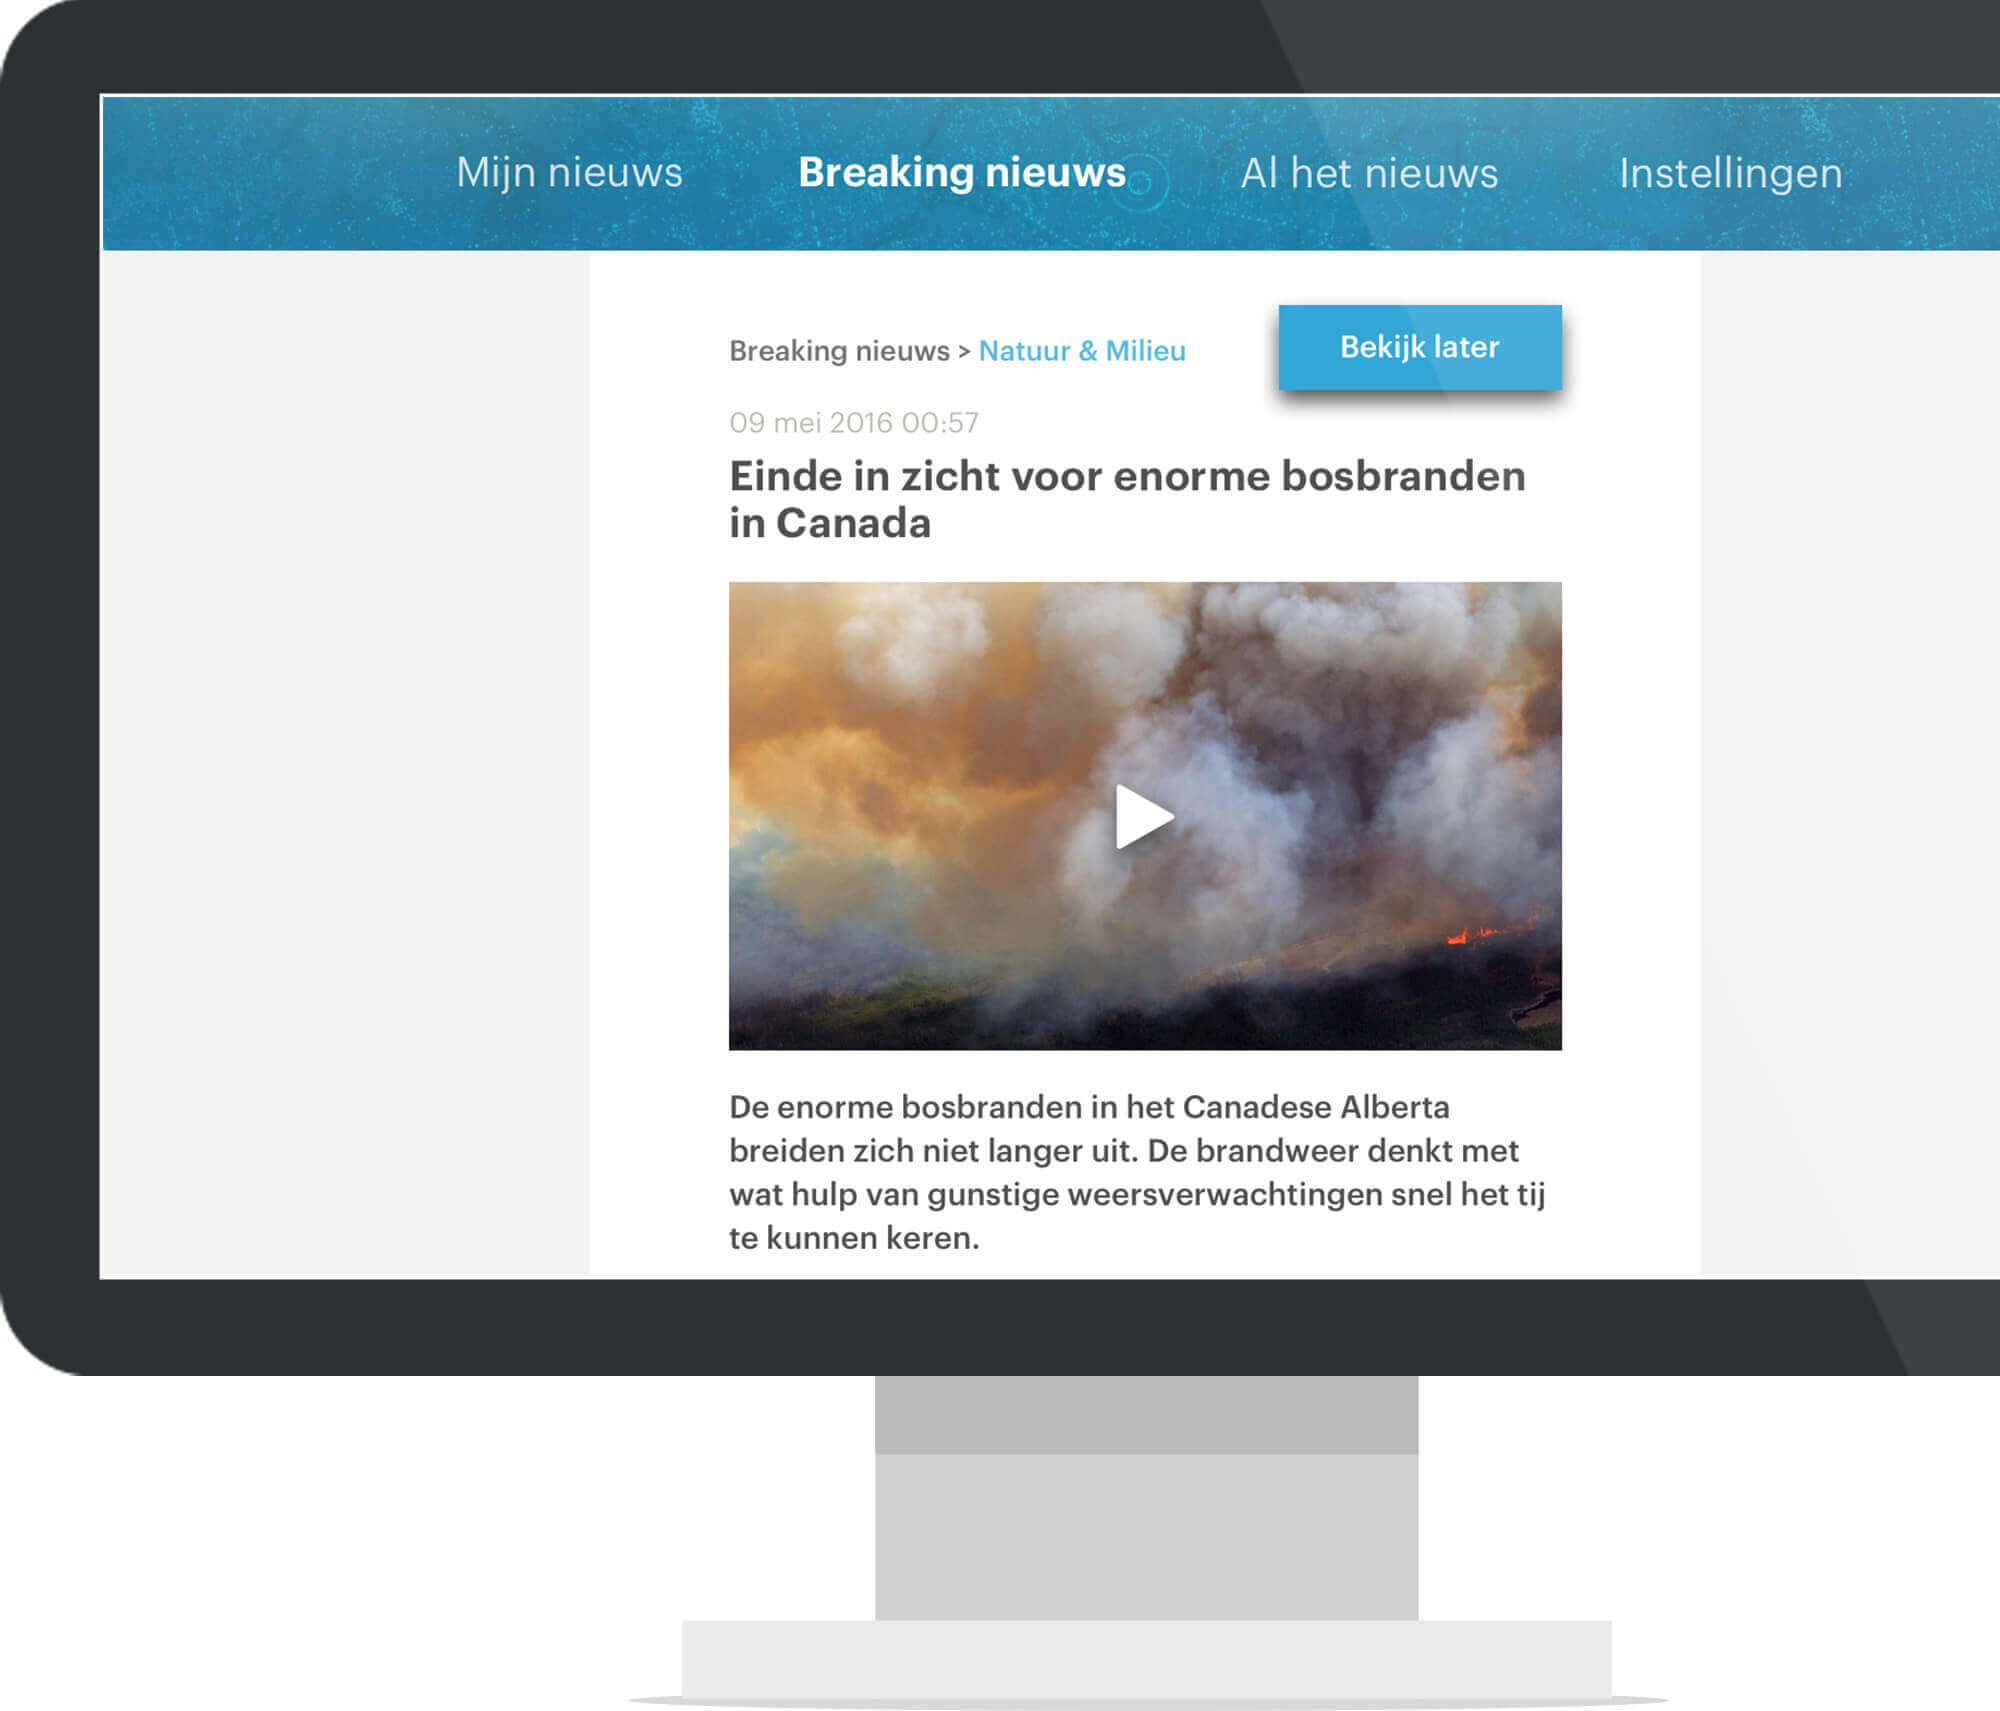 Mijn nieuws Breaking nieuws Al het nieuws Instellingen
Breaking nieuws > Natuur & Milieu
Bekijk later
09 mei 2016 00:57
Einde in zicht voor enorme bosbranden
in Canada
De enorme bosbranden in het Canadese Alberta
breiden zich niet langer uit. De brandweer denkt met
wat hulp van gunstige weersverwachtingen snel het tij
te kunnen keren.